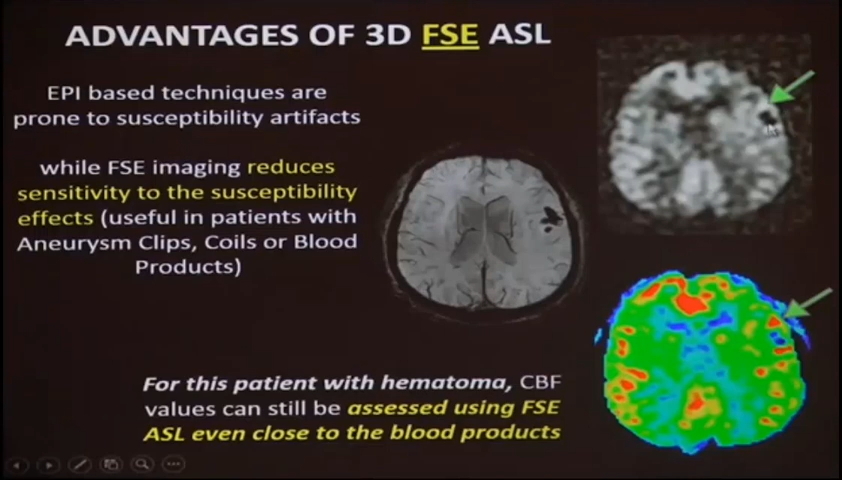 ADVANTAGES OF 3D FSE ASL
EPI based techniques are
prone to susceptibility artifacts
while FSE imaging reduces
sensitivity to the susceptibility
effects (useful in patients with
Aneurysm Clips, Coils or Blood
Products)
For this patient with hematoma, CBF
values can still be assessed using FSE
ASL even close to the blood products